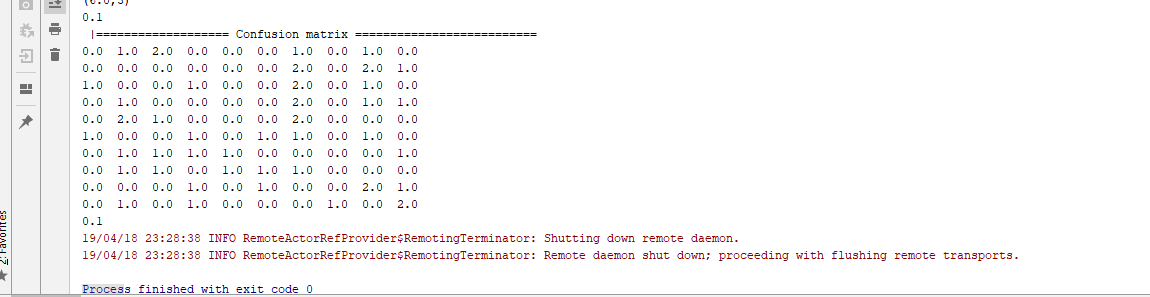 (6.0,3)
0.1
|=================== Confusion matrix ==========================
0.0 1.0 2.0 0.0 0.0 0.0 1.0 0.0 1.0 0.0
0.0 0.0 0.0 0.0 0.0 0.0 2.0 0.0 2.0 1.0
1.0 0.0 0.0 1.0 0.0 0.0 2.0 0.0 1.0 0.0
0.0 1.0 0.0 0.0 0.0 0.0 2.0 0.0 1.0 1.0
0.0 2.0 1.0 0.0 0.0 0.0 2.0 0.0 0.0 0.0
1.0 0.0 0.0 1.0 0.0 1.0 1.0 0.0 1.0 0.0
0.0 1.0 1.0 1.0 1.0 0.0 0.0 0.0 0.0 1.0
0.0 1.0 1.0 0.0 1.0 1.0 1.0 0.0 0.0 0.0
0.0 0.0 0.0 1.0 0.0 1.0 0.0 0.0 2.0 1.0
0.0 1.0 0.0 1.0 0.0 0.0 0.0 1.0 0.0 2.0
0.1
19/04/18 23:28:38 INFO RemoteActorRefProvider$RemotingTerminator: Shutting down remote daemon.
19/04/18 23:28:38 INFO RemoteActorRefProvider$RemotingTerminator: Remote daemon shut down; proceeding with flushing remote transports.
Process finished with exit code 0
2: Favorites